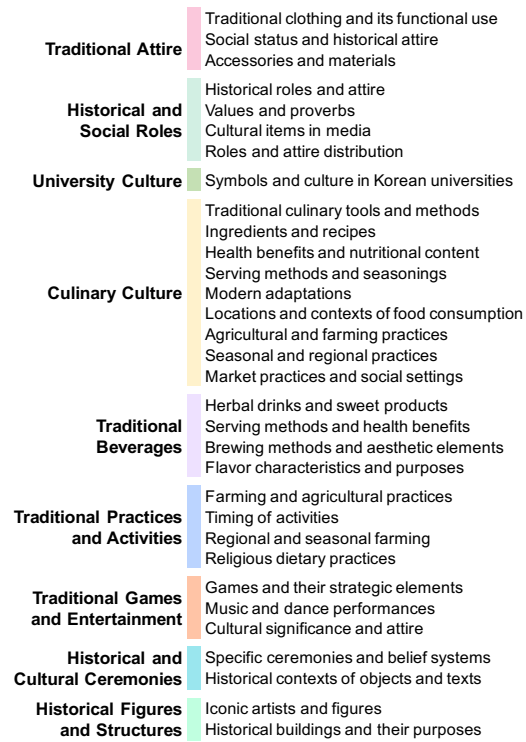 Traditional Attire
Traditional clothing and its functional use
Social status and historical attire
Accessories and materials
Historical and
Social Roles
Historical roles and attire
Values and proverbs
Cultural items in media
Roles and attire distribution
University Culture
Symbols and culture in Korean universities
Culinary Culture
Traditional culinary tools and methods
Ingredients and recipes
Health benefits and nutritional content
Serving methods and seasonings
Modern adaptations
Locations and contexts of food consumption
Agricultural and farming practices
Seasonal and regional practices
Market practices and social settings
Traditional
Beverages
Herbal drinks and sweet products
Serving methods and health benefits
Brewing methods and aesthetic elements
Flavor characteristics and purposes
Traditional Practices
and Activities
Farming and agricultural practices
Timing of activities
Regional and seasonal farming
Religious dietary practices
Traditional Games
and Entertainment
Games and their strategic elements
Music and dance performances
Cultural significance and attire
Historical and
Cultural Ceremonies
Specific ceremonies and belief systems
Historical contexts of objects and texts
Historical Figures
and Structures
Iconic artists and figures
Historical buildings and their purposes